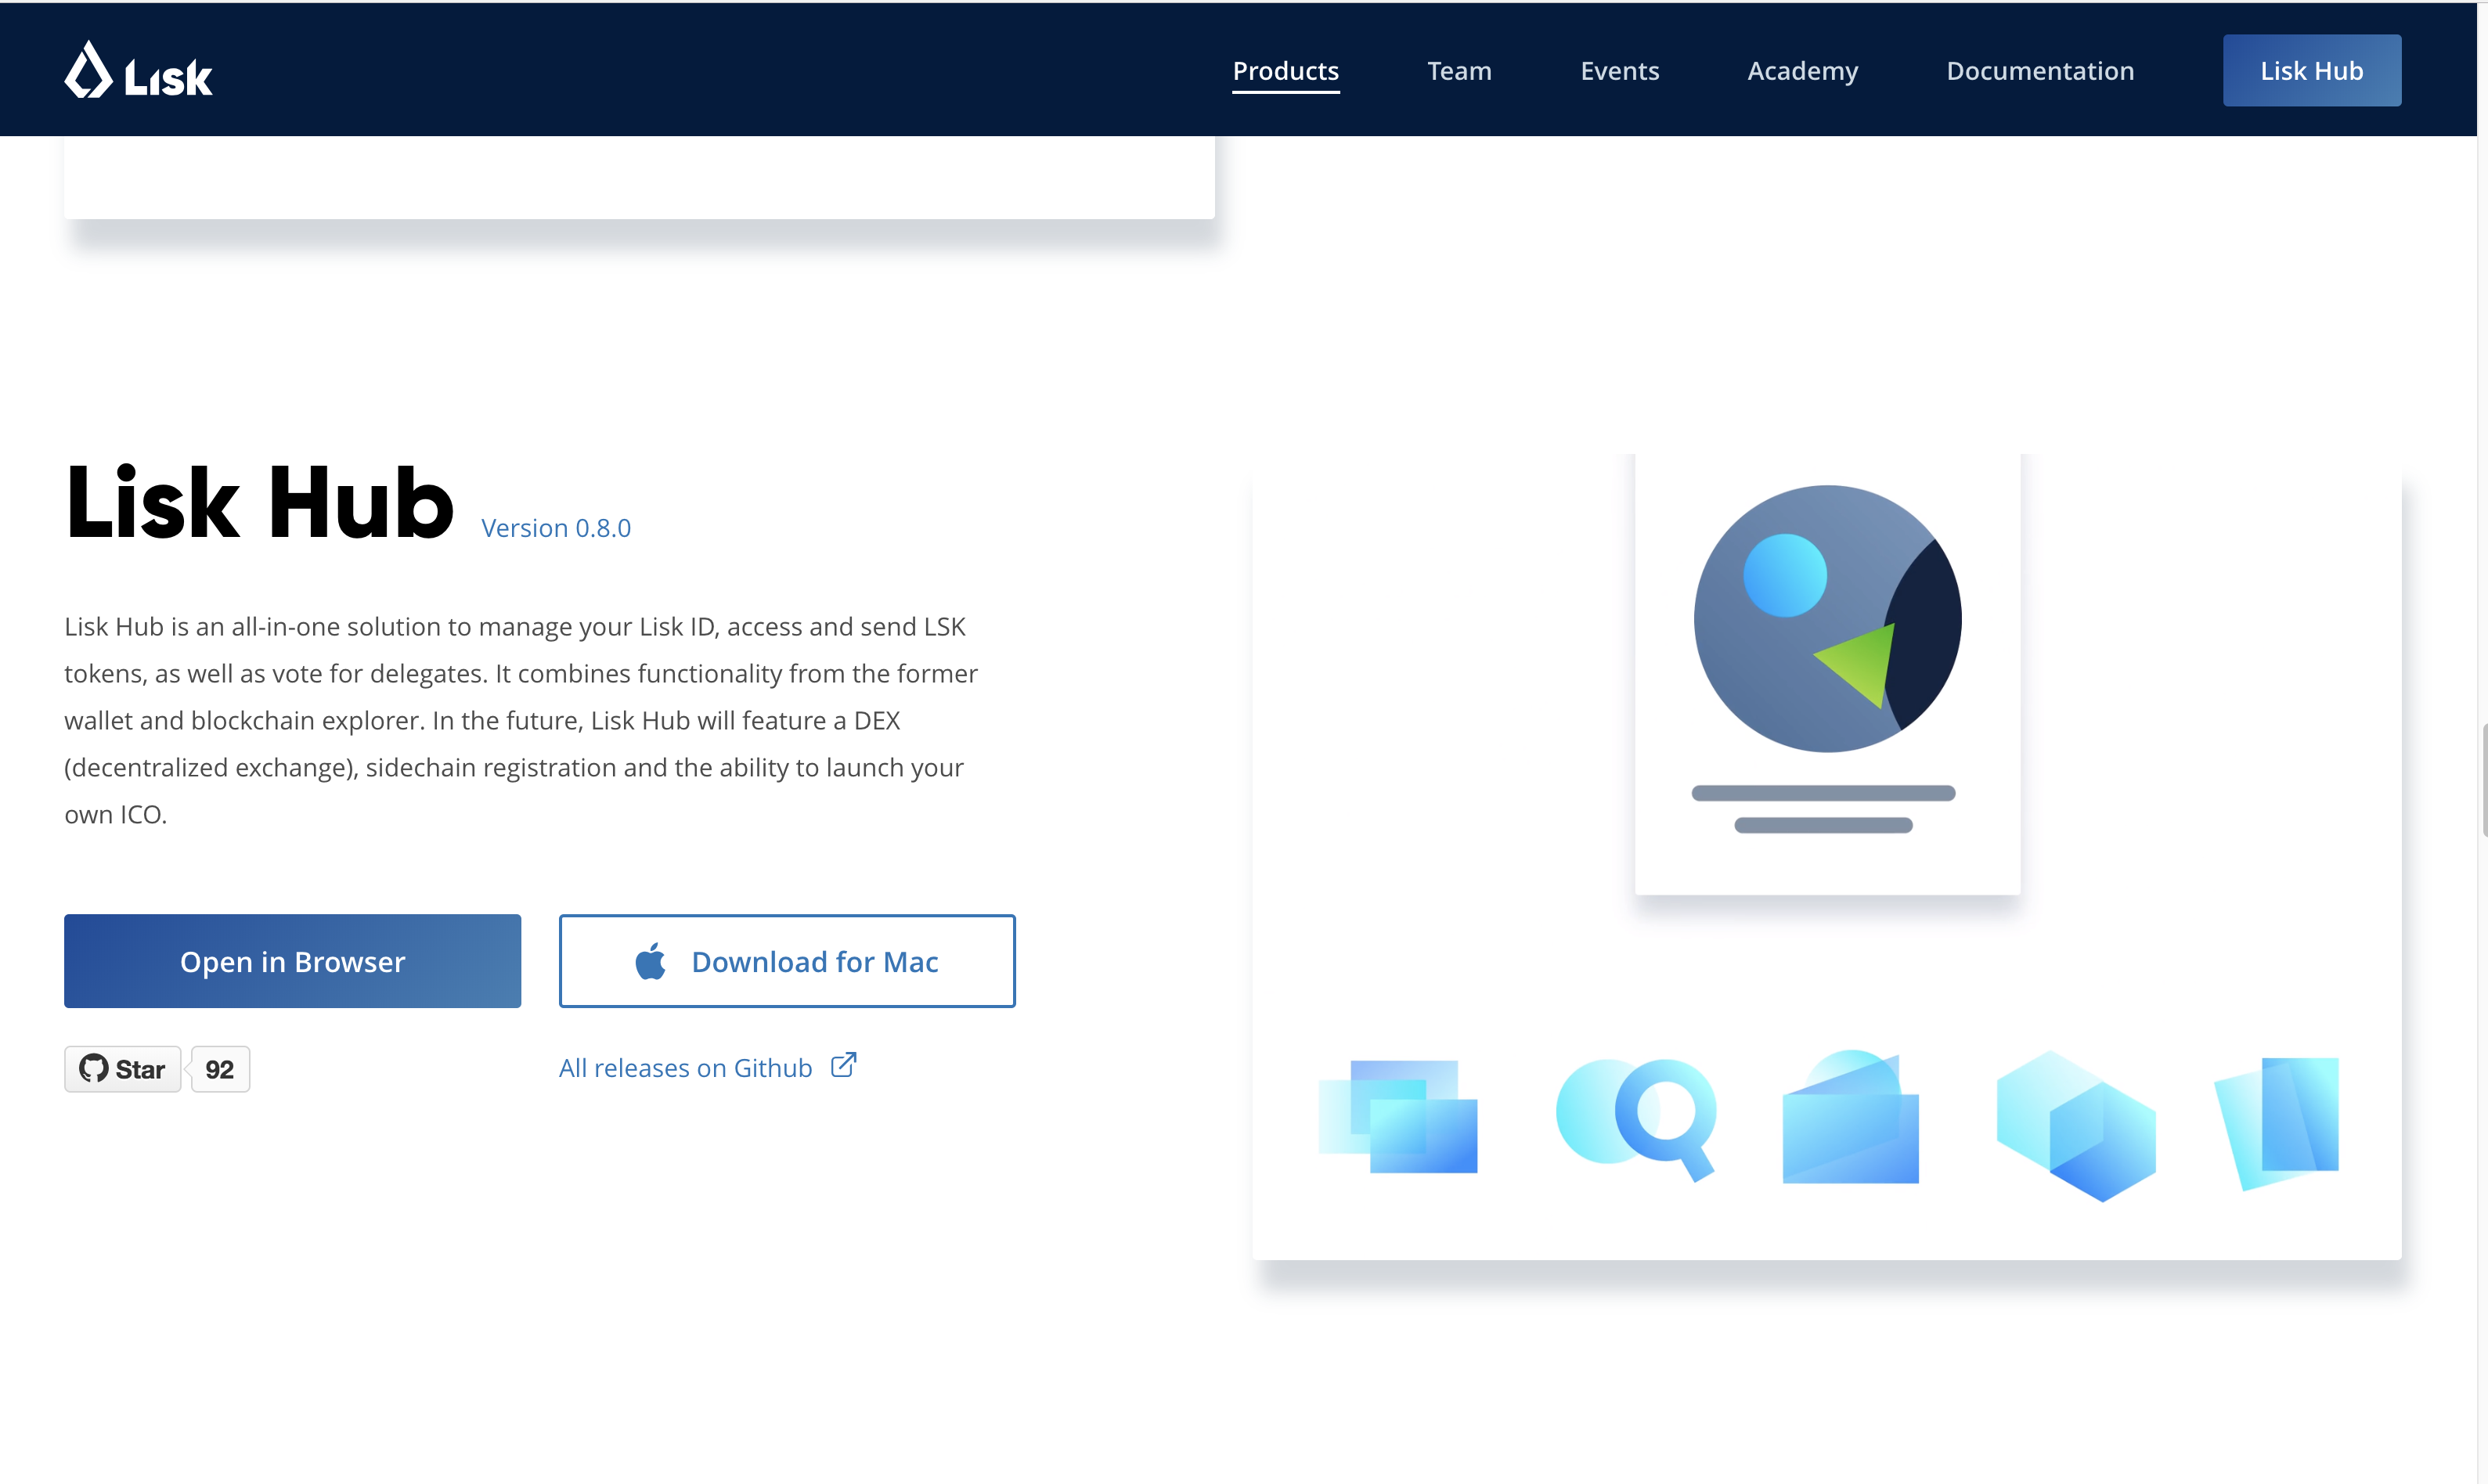 Lisk
Products
Team
Events
Academy
Documentation
Lisk Hub
Lisk Hub
Version 0.8.0
Lisk Hub is an all-in-one solution to manage your Lisk ID, access and send LSK
tokens, as well as vote for delegates. It combines functionality from the former
wallet and blockchain explorer. In the future, Lisk Hub will feature a DEX
(decentralized exchange), sidechain registration and the ability to launch your
own ICO.
Open in Browser
Download for Mac
Star
92
All releases on Github